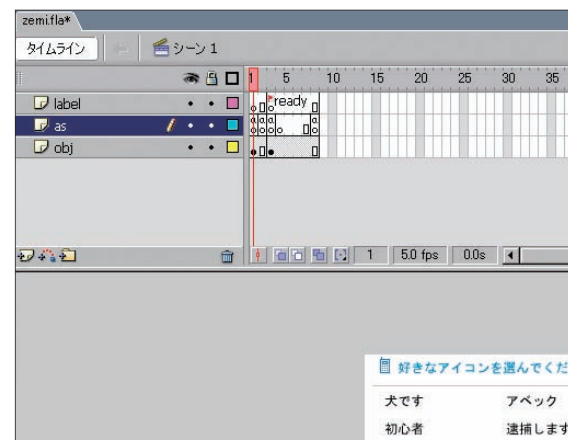 zemi.fla*
タイムライン シーン 1
1 5 10 15 20 25 30 35
label ready
as
a a a a
obj
1 5.0 fps 0.0s
好きなアイコンを選んでくだ
犬です アベック
初心者 逮捕します